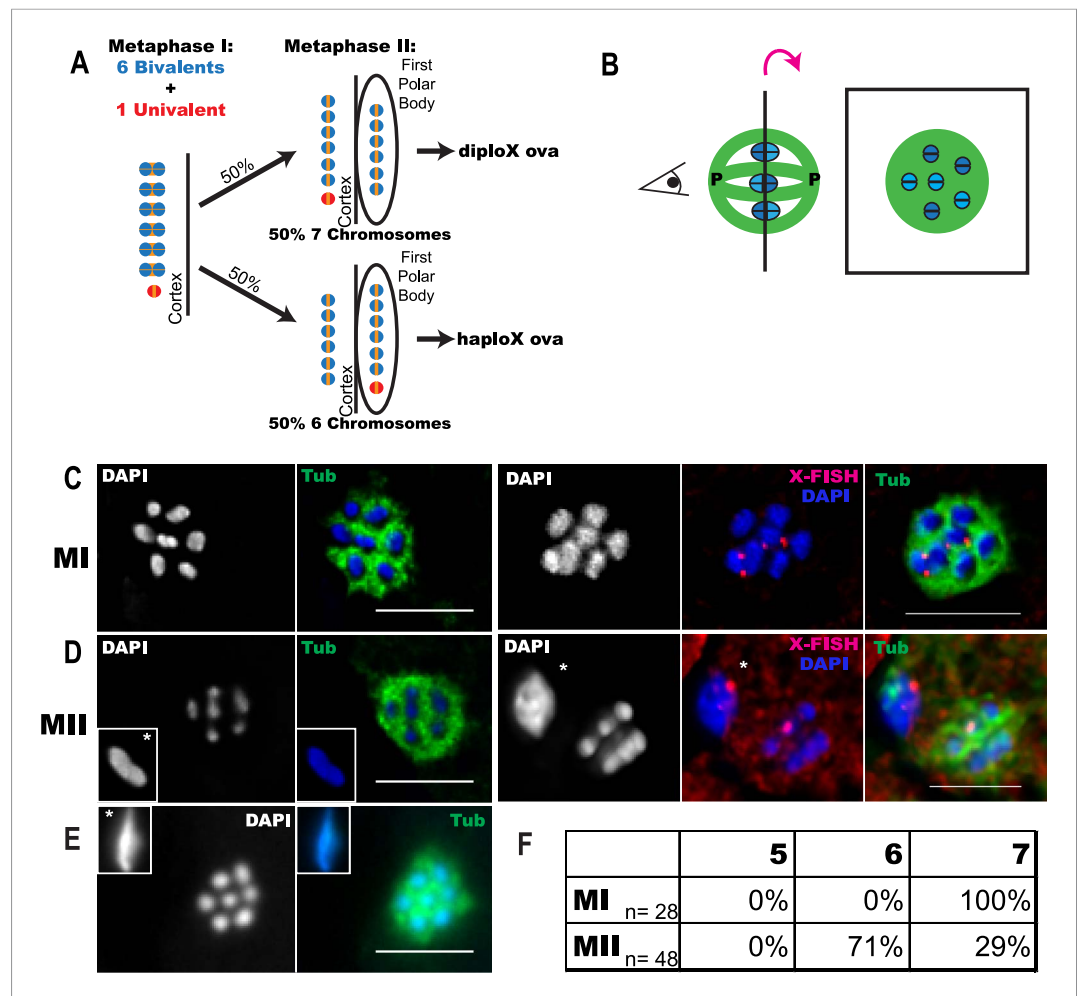 A
Metaphase I:
6 Bivalents
+
1 Univalent
Cortex
50%
50%
Metaphase II:
First
Polar
Body
Cortex
diploX ova
50% 7 Chromosomes
First
Polar
Body
Cortex
haploX ova
50% 6 Chromosomes
B
P P
C
MI
DAPI
Tub
DAPI
X-FISH
DAPI
Tub
D
MII
DAPI
*
Tub
DAPI
*
X-FISH
DAPI
*
Tub
E
*
DAPI
Tub
F
5 6 7
MI n= 28 0% 0% 100%
MII n= 48 0% 71% 29%